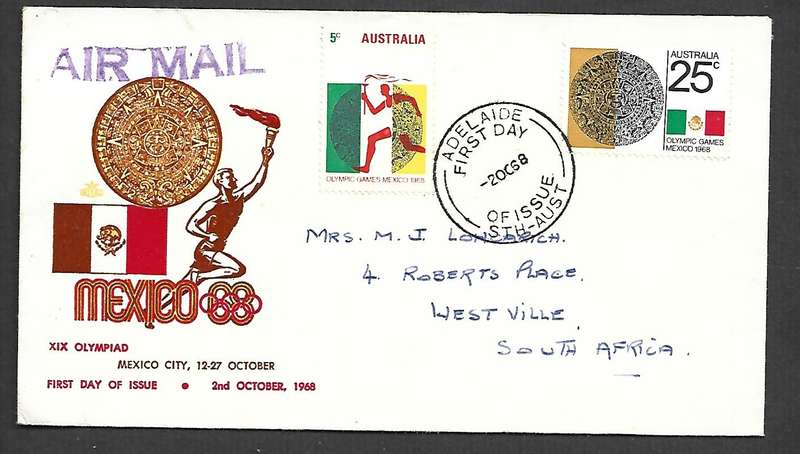 AIR MAIL
MEXICO 68
XIX OLYMPIAD
MEXICO CITY, 12-27 OCTOBER
FIRST DAY OF ISSUE • 2nd OCTOBER, 1968
5c AUSTRALIA
OLYMPIC GAMES-MEXICO 1968
ADELAIDE
FIRST DAY
-2OC68
OF ISSUE
STH-AUST
AUSTRALIA
25c
OLYMPIC GAMES
MEXICO 1968
MRS. M. J.
4. ROBERTS PLACE.
WESTVILLE
SOUTH AFRICA.